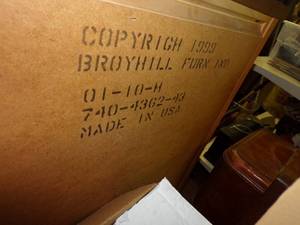 COPYRIGH 1999
BROYHILL FURN IND
01-10-H
740-4362-43
MADE IN USA